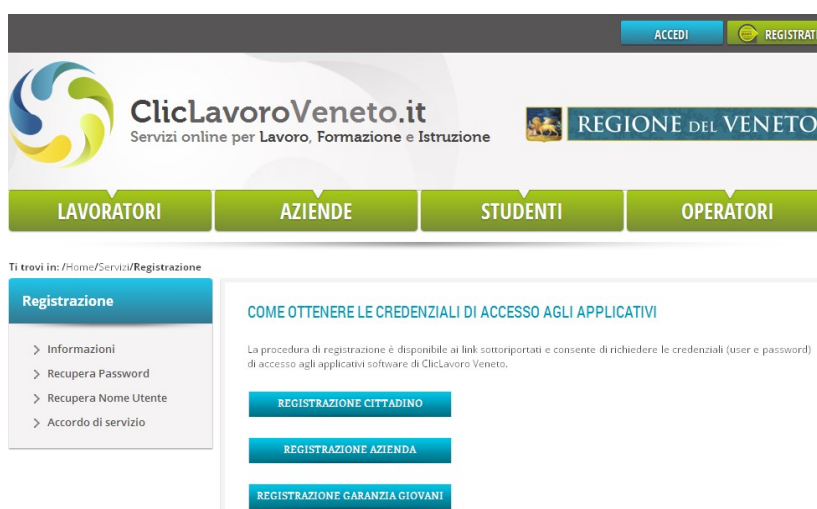 ACCEDI
REGISTRATI
ClicLavoroVeneto.it
Servizi online per Lavoro, Formazione e Istruzione
REGIONE DEL VENETO
LAVORATORI
AZIENDE
STUDENTI
OPERATORI
Ti trovi in: /Home/Servizi/Registrazione
Registrazione
Informazioni
Recupera Password
Recupera Nome Utente
Accordo di servizio
COME OTTENERE LE CREDENZIALI DI ACCESSO AGLI APPLICATIVI
La procedura di registrazione è disponibile ai link sottoriportati e consente di richiedere le credenziali (user e password)
di accesso agli applicativi software di ClicLavoro Veneto.
REGISTRAZIONE CITTADINO
REGISTRAZIONE AZIENDA
REGISTRAZIONE GARANZIA GIOVANI